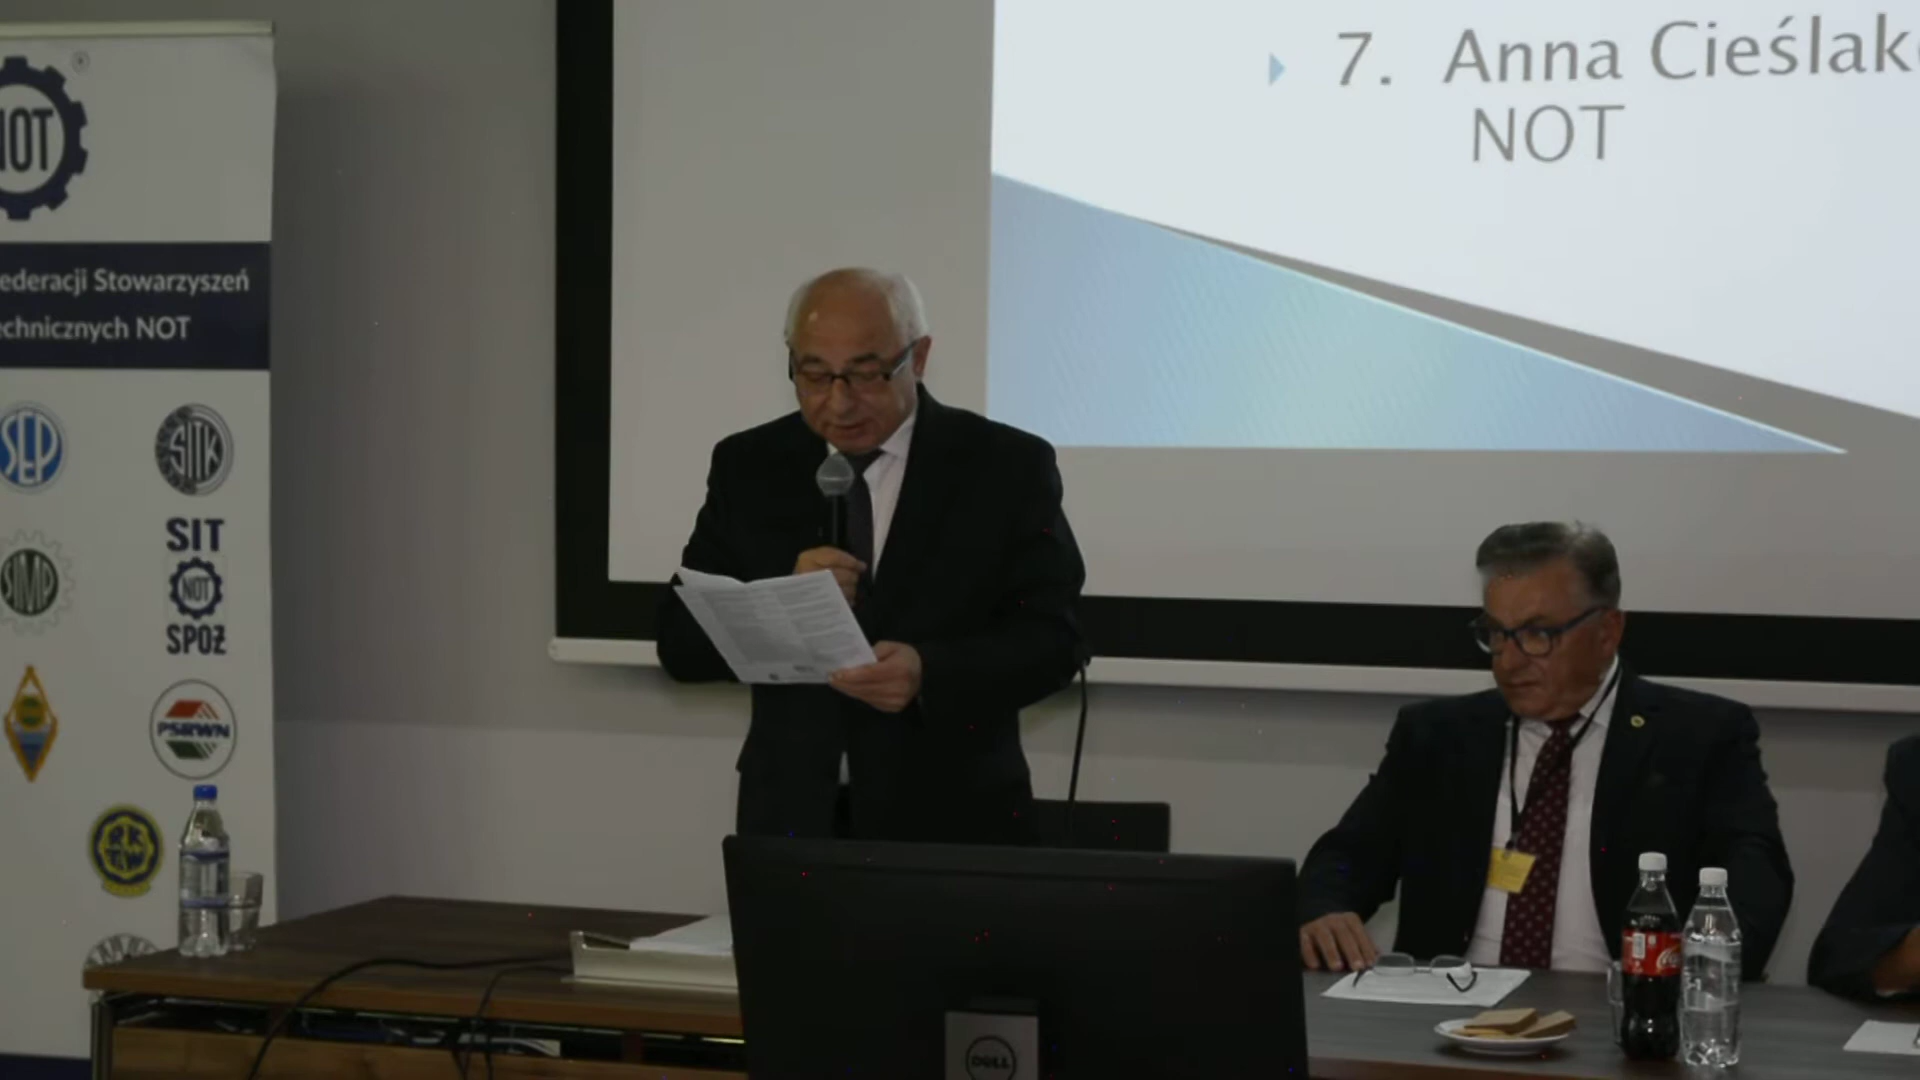 7. Anna Cieślak
NOT
NOT
ederacji Stowarzyszeń
echnicznych NOT
SEP
SITK
SIMP
SIT
NOT
SPOŻ
PSRWN
DELL